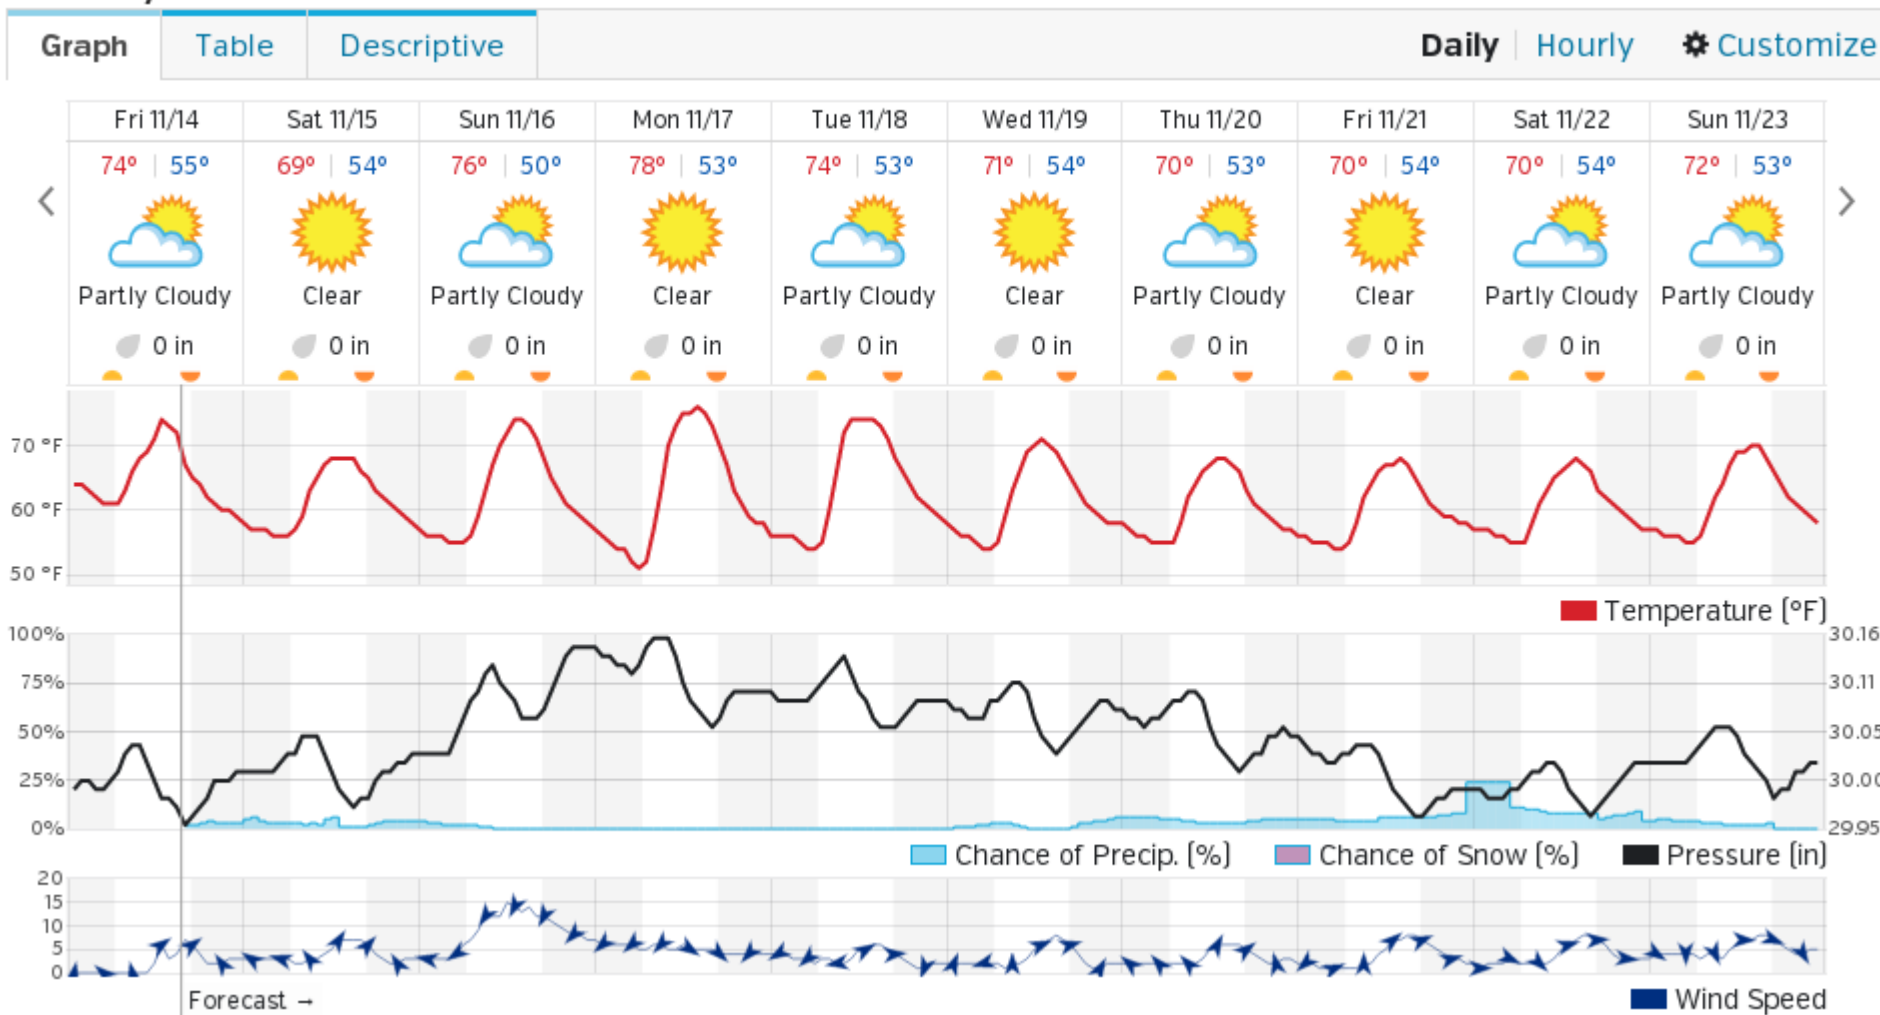 Graph Table Descriptive Daily Hourly Customize
Fri 11/14 Sat 11/15 Sun 11/16 Mon 11/17 Tue 11/18 Wed 11/19 Thu 11/20 Fri 11/21 Sat 11/22 Sun 11/23
74° | 55° 69° | 54° 76° | 50° 78° | 53° 74° | 53° 71° | 54° 70° | 53° 70° | 54° 70° | 54° 72° | 53°
Partly Cloudy Clear Partly Cloudy Clear Partly Cloudy Clear Partly Cloudy Clear Partly Cloudy Partly Cloudy
0 in 0 in 0 in 0 in 0 in 0 in 0 in 0 in 0 in 0 in
70 °F
60 °F
50 °F
Temperature (°F)
100% 30.16
75% 30.11
50% 30.05
25% 30.00
0% 29.95
Chance of Precip. (%) Chance of Snow (%) Pressure (in)
20
15
10
5
0
Forecast → Wind Speed